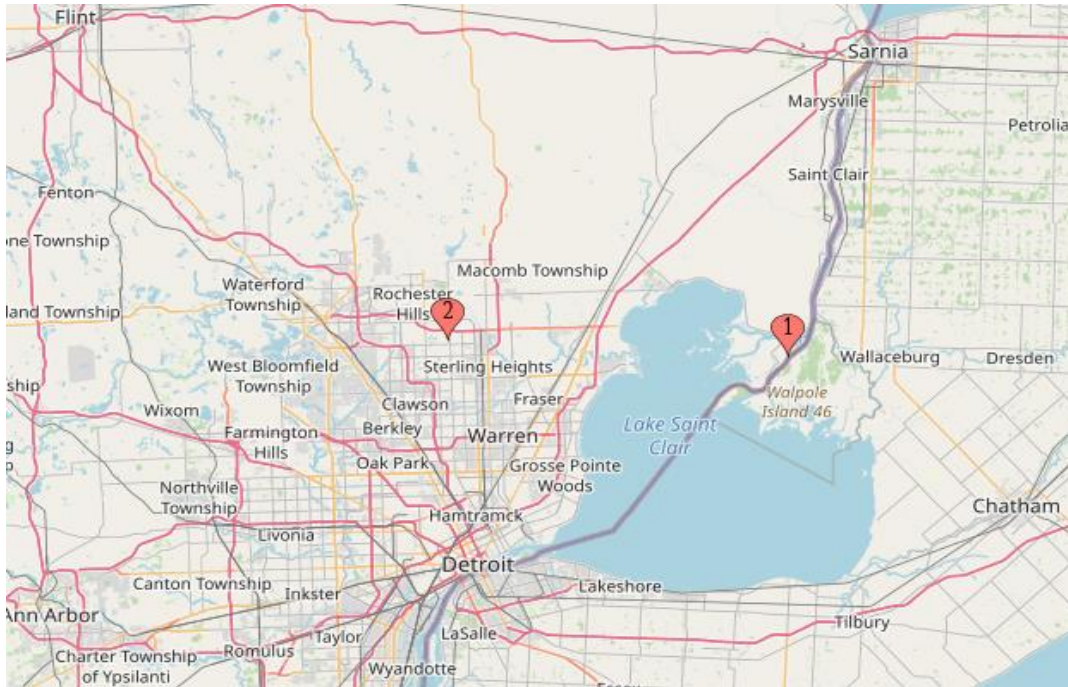 Flint
Sarnia
Marysville
Petrolia
Saint Clair
Fenton
one Township
Macomb Township
Waterford
Township
Rochester
Hills
land Township
2
1
West Bloomfield
Township
Sterling Heights
Wallaceburg
Dresden
ship
Wixom
Clawson
Fraser
Walpole
Island 46
Berkley
Farmington
Hills
Warren
Lake Saint
Clair
Oak Park
Grosse Pointe
Woods
Northville
Township
Hamtramck
Chatham
Livonia
Detroit
Canton Township
Inkster
Lakeshore
Ann Arbor
Taylor
LaSalle
Tilbury
Charter Township
of Ypsilanti
Romulus
Wyandotte